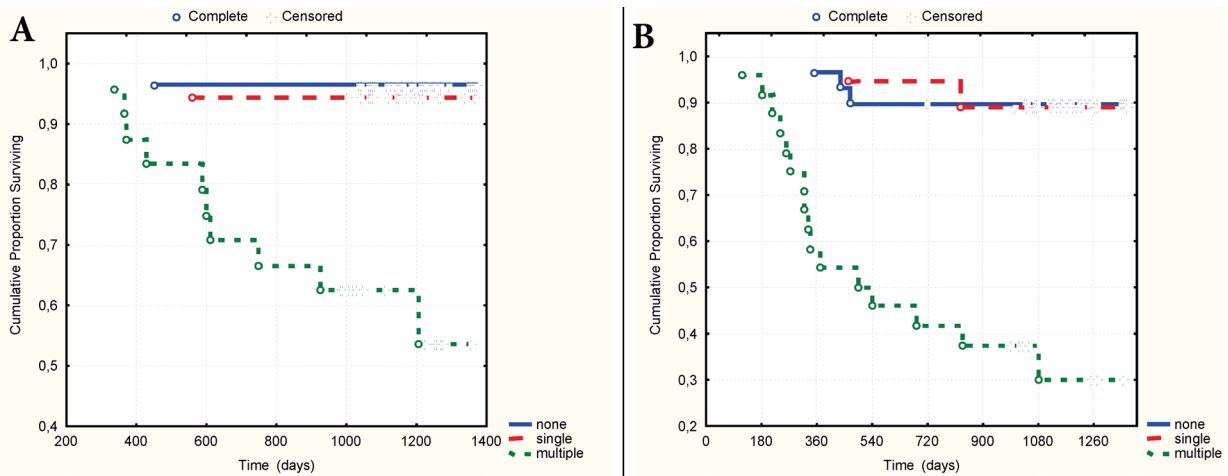 A
Complete Censored
Cumulative Proportion Surviving
1,0
0,9
0,8
0,7
0,6
0,5
0,4
200 400 600 800 1000 1200 1400
Time (days)
none
single
multiple
B
Complete Censored
Cumulative Proportion Surviving
1,0
0,9
0,8
0,7
0,6
0,5
0,4
0,3
0,2
0 180 360 540 720 900 1080 1260
Time (days)
none
single
multiple